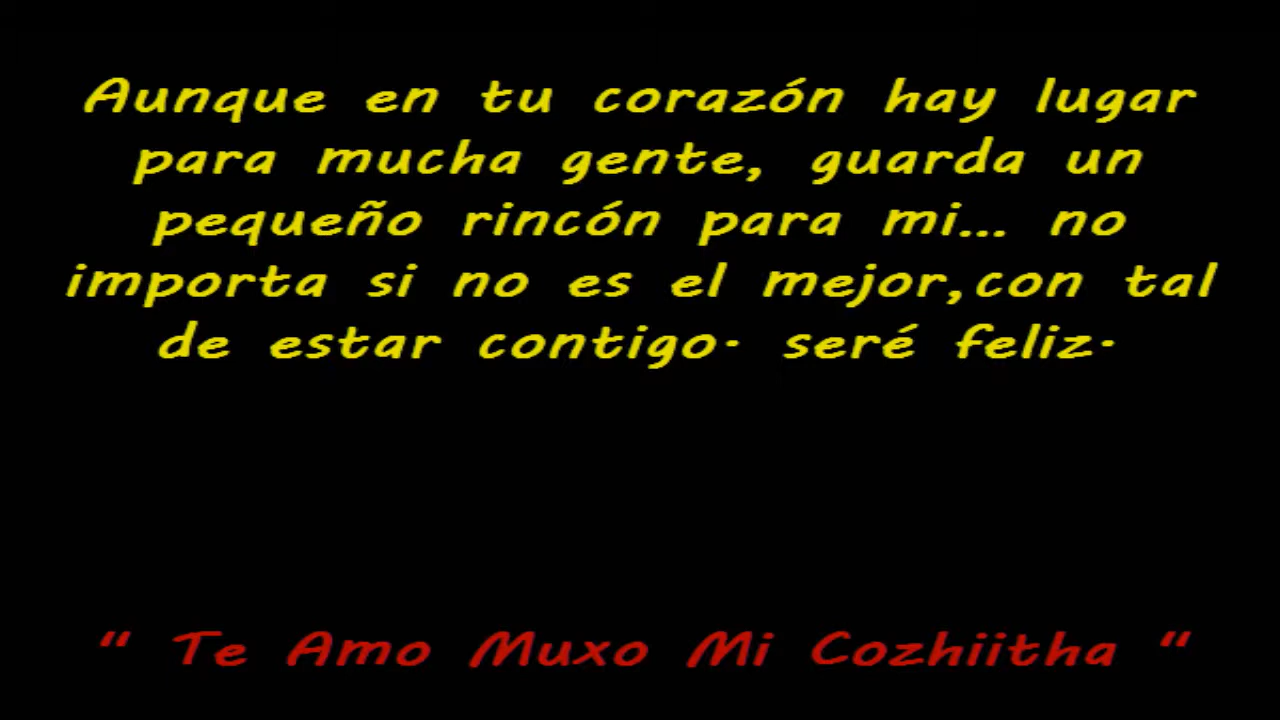 Aunque en tu corazón hay lugar
para mucha gente, guarda un
pequeño rincón para mi... no
importa si no es el mejor,con tal
de estar contigo. seré feliz.
“ Te Amo Muxo Mi Cozhiitha “